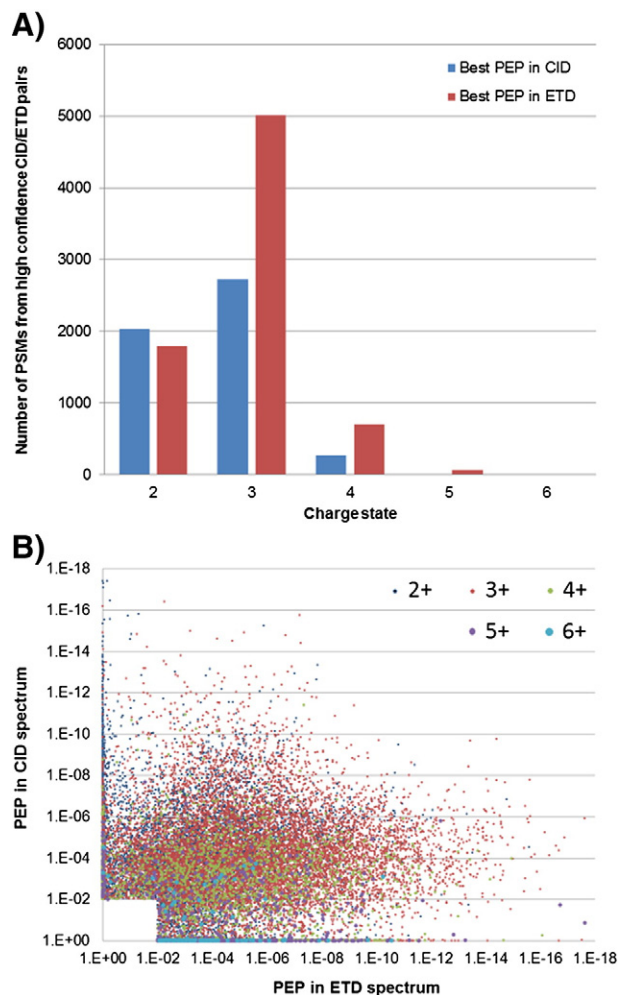 A)
6000
5000
4000
3000
2000
1000
0
Number of PSMs from high confidence CID/ETD pairs
Best PEP in CID
Best PEP in ETD
2 3 4 5 6
Chargestate
B)
1.E-18
1.E-16
1.E-14
1.E-12
1.E-10
1.E-08
1.E-06
1.E-04
1.E-02
1.E+00
PEP in CID spectrum
2+ 3+ 4+
5+ 6+
1.E+00 1.E-02 1.E-04 1.E-06 1.E-08 1.E-10 1.E-12 1.E-14 1.E-16 1.E-18
PEP in ETD spectrum